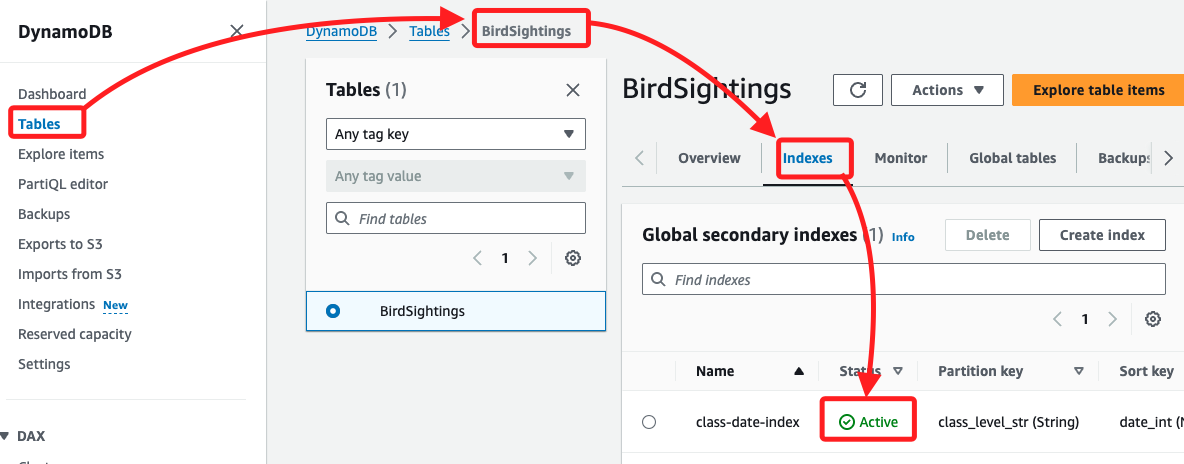 DynamoDB
Dashboard
Tables
Explore items
PartiQL editor
Backups
Exports to S3
Imports from S3
Integrations New
Reserved capacity
Settings
DAX
DynamoDB > Tables > BirdSightings
Tables (1)
Any tag key
Any tag value
Find tables
1
BirdSightings
BirdSightings
Actions
Explore table items
Overview
Indexes
Monitor
Global tables
Backups
Global secondary indexes (1) Info
Delete
Create index
Find indexes
1
Name Status Partition key Sort key
class-date-index Active class_level_str (String) date_int (